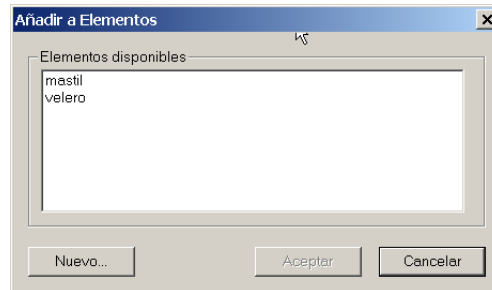 Añadir a Elementos
Elementos disponibles
mastil
velero
Nuevo...
Aceptar
Cancelar